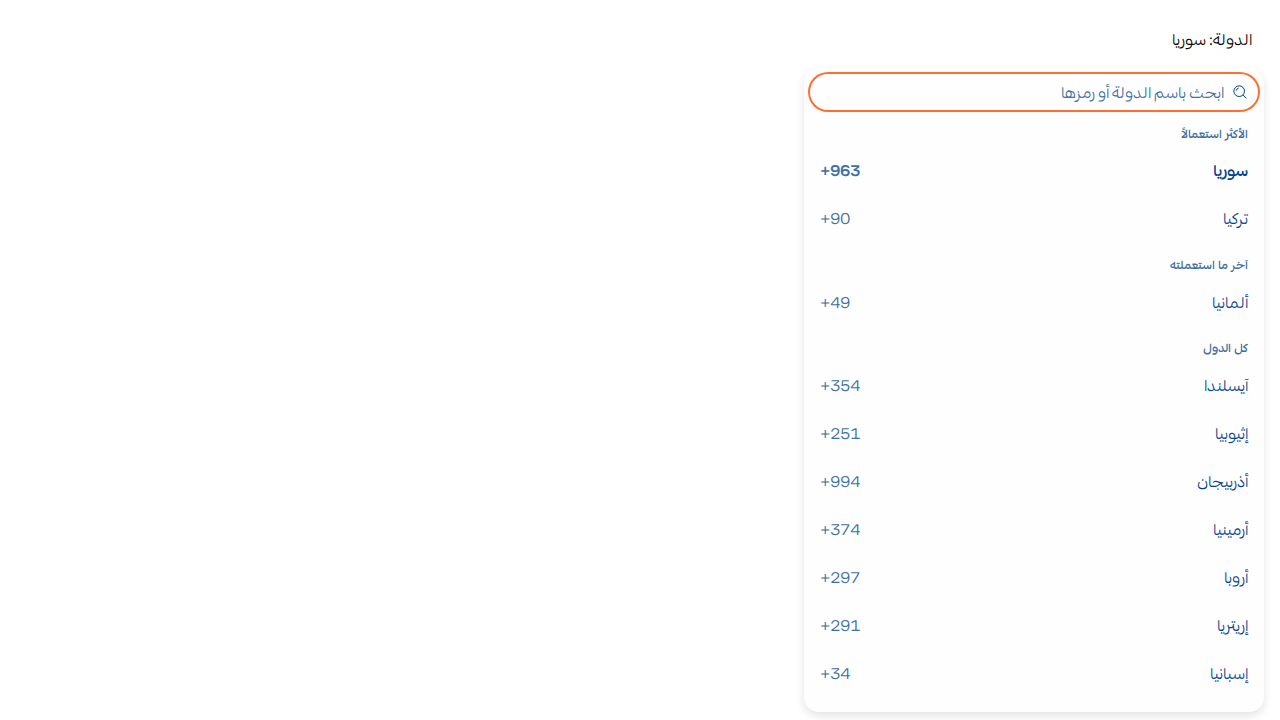 الدولة: سوريا
ابحث باسم الدولة أو رمزها
الأكثر استعمالاً
سوريا +963
تركيا +90
آخر ما استعملته
ألمانيا +49
كل الدول
آيسلندا +354
إثيوبيا +251
أذربيجان +994
أرمينيا +374
أروبا +297
إريتريا +291
إسبانيا +34